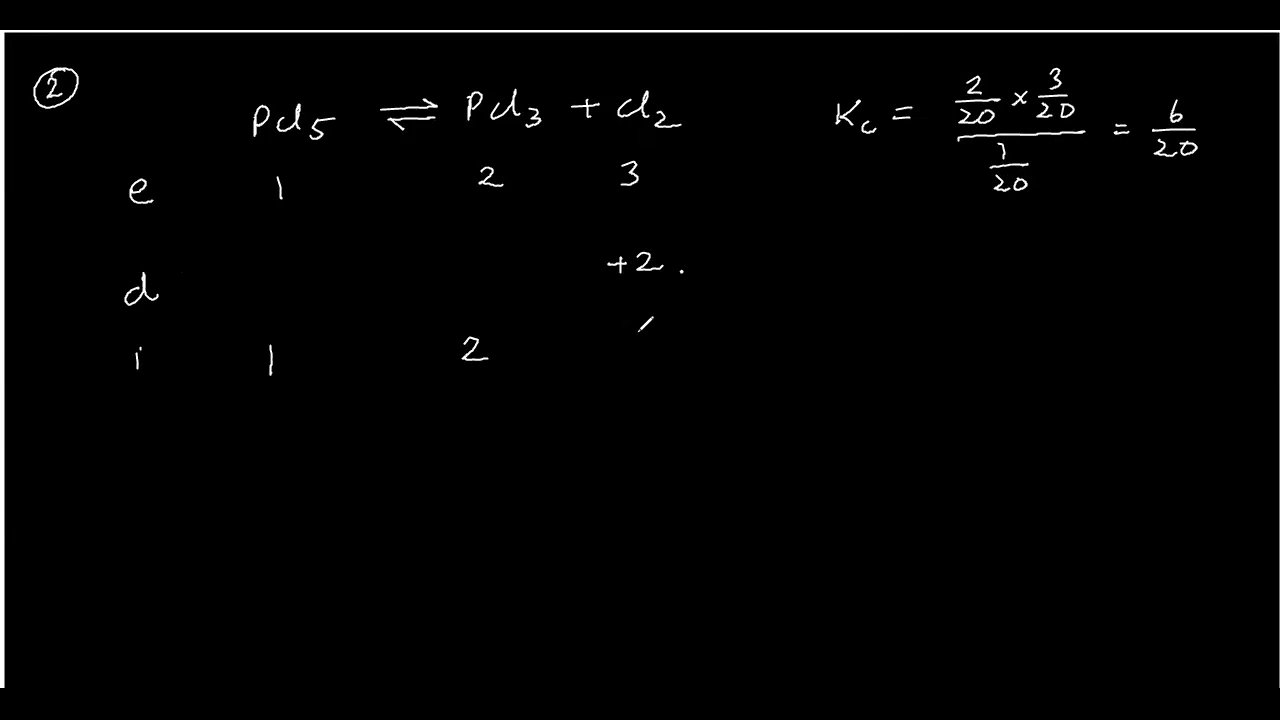 ②
PCl5 ⇌ PCl3 + Cl2
Kc = (2/20 × 3/20) / (1/20) = 6/20
e 1 2 3
d +2 .
i 1 2